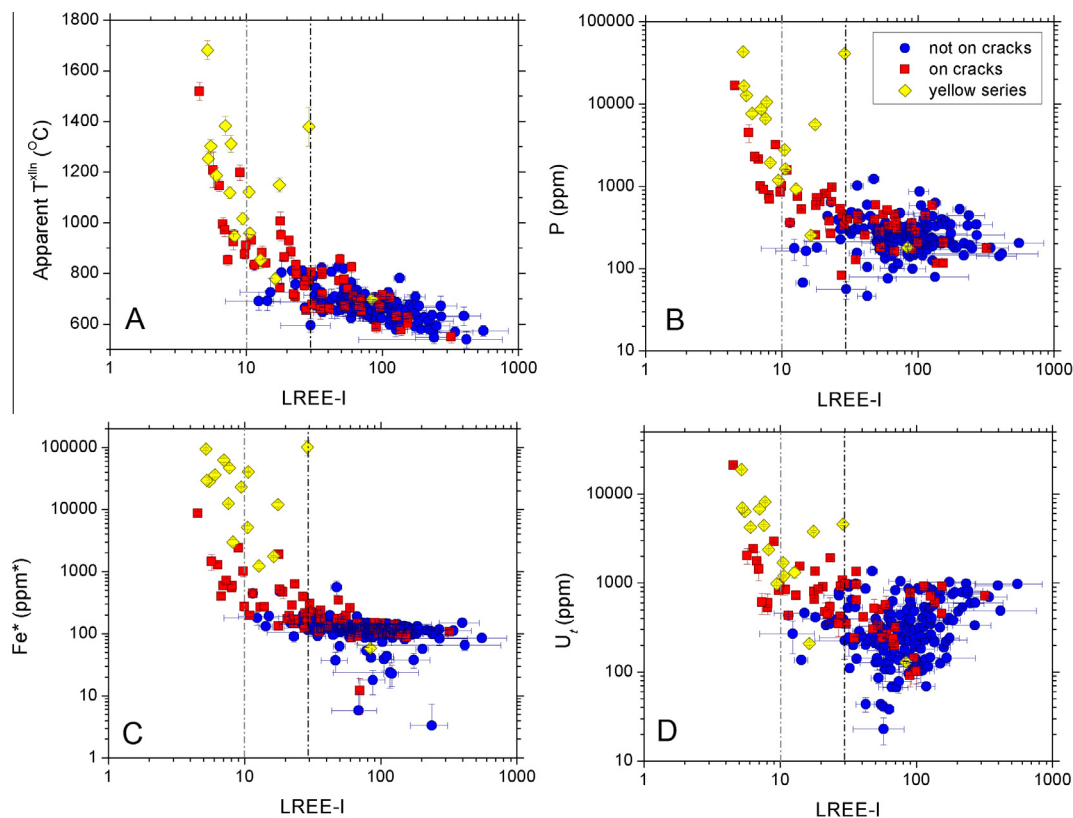 1800
1600
1400
1200
1000
800
600
Apparent T^xlln (°C)
A
1
10
100
1000
LREE-I
100000
10000
1000
100
10
P (ppm)
not on cracks
on cracks
yellow series
B
1
10
100
1000
LREE-I
100000
10000
1000
100
10
1
Fe* (ppm*)
C
1
10
100
1000
LREE-I
10000
1000
100
10
U_t (ppm)
D
1
10
100
1000
LREE-I